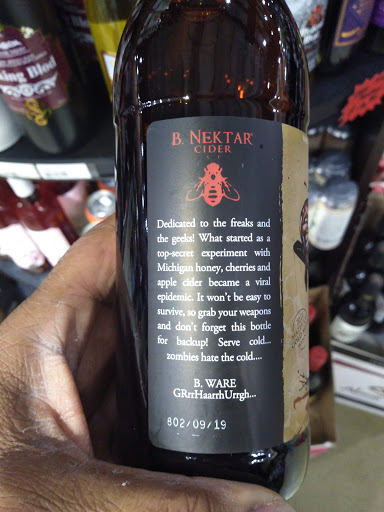 B. NEKTAR
CIDER
Dedicated to the freaks and
the geeks! What started as a
top-secret experiment with
Michigan honey, cherries and
apple cider became a viral
epidemic. It won't be easy to
survive, so grab your weapons
and don't forget this bottle
for backup! Serve cold...
zombies hate the cold....
B. WARE
GRrrHaarrhUrrgh...
802/09/19